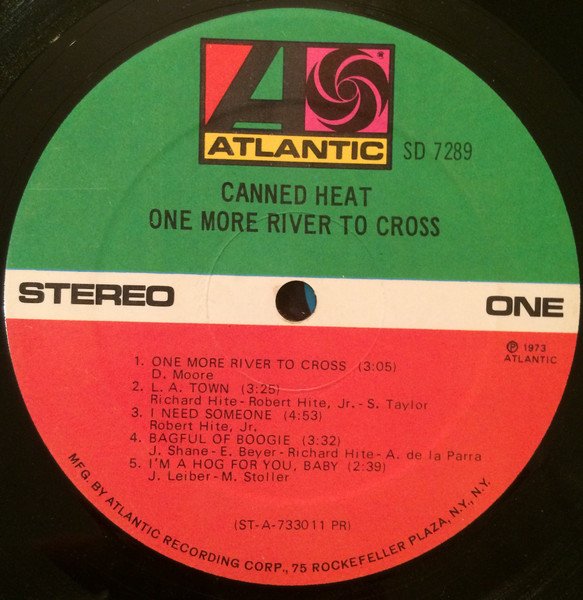 ATLANTIC
®
SD 7289
CANNED HEAT
ONE MORE RIVER TO CROSS
STEREO
ONE
℗ 1973
ATLANTIC
1. ONE MORE RIVER TO CROSS (3:05)
D. Moore
2. L. A. TOWN (3:25)
Richard Hite-Robert Hite, Jr.-S. Taylor
3. I NEED SOMEONE (4:53)
Robert Hite, Jr.
4. BAGFUL OF BOOGIE (3:32)
J. Shane-E. Beyer-Richard Hite-A. de la Parra
5. I'M A HOG FOR YOU, BABY (2:39)
J. Leiber-M. Stoller
(ST-A-733011 PR)
MFG. BY ATLANTIC RECORDING CORP., 75 ROCKEFELLER PLAZA, N.Y., N.Y.